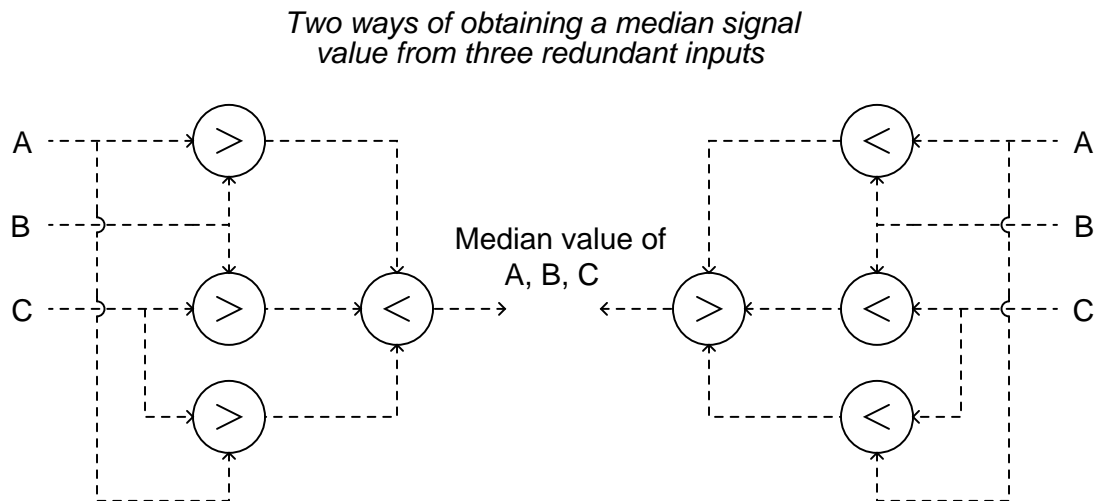 Two ways of obtaining a median signal
value from three redundant inputs
A
>
<
A
B
B
Median value of
A, B, C
C
>
<
>
<
C
>
<